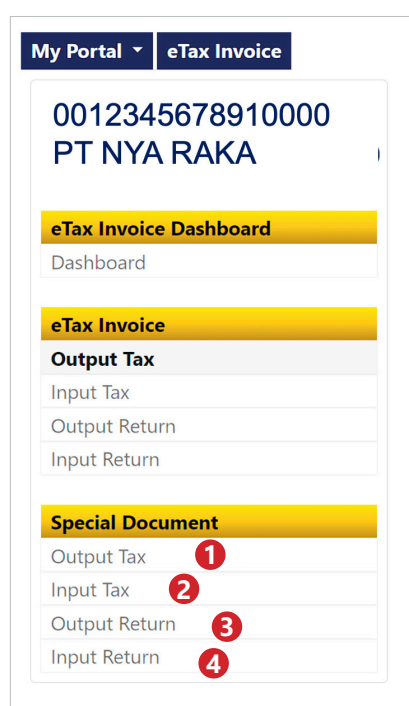 My Portal eTax Invoice
0012345678910000
PT NYA RAKA
eTax Invoice Dashboard
Dashboard
eTax Invoice
Output Tax
Input Tax
Output Return
Input Return
Special Document
Output Tax 1
Input Tax 2
Output Return 3
Input Return 4